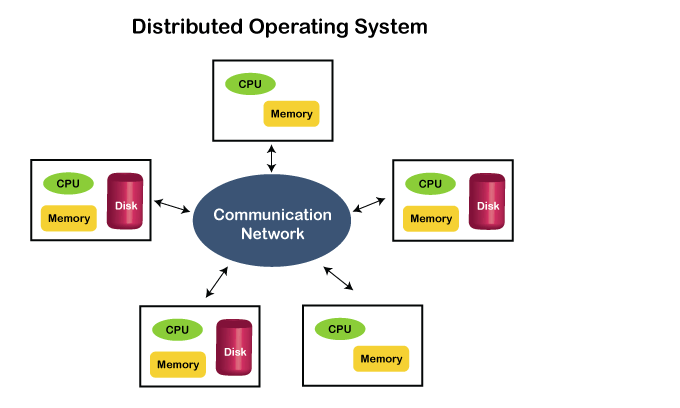 Distributed Operating System
CPU
Memory
CPU
Memory
Disk
Communication
Network
CPU
Memory
Disk
CPU
Memory
Disk
CPU
Memory